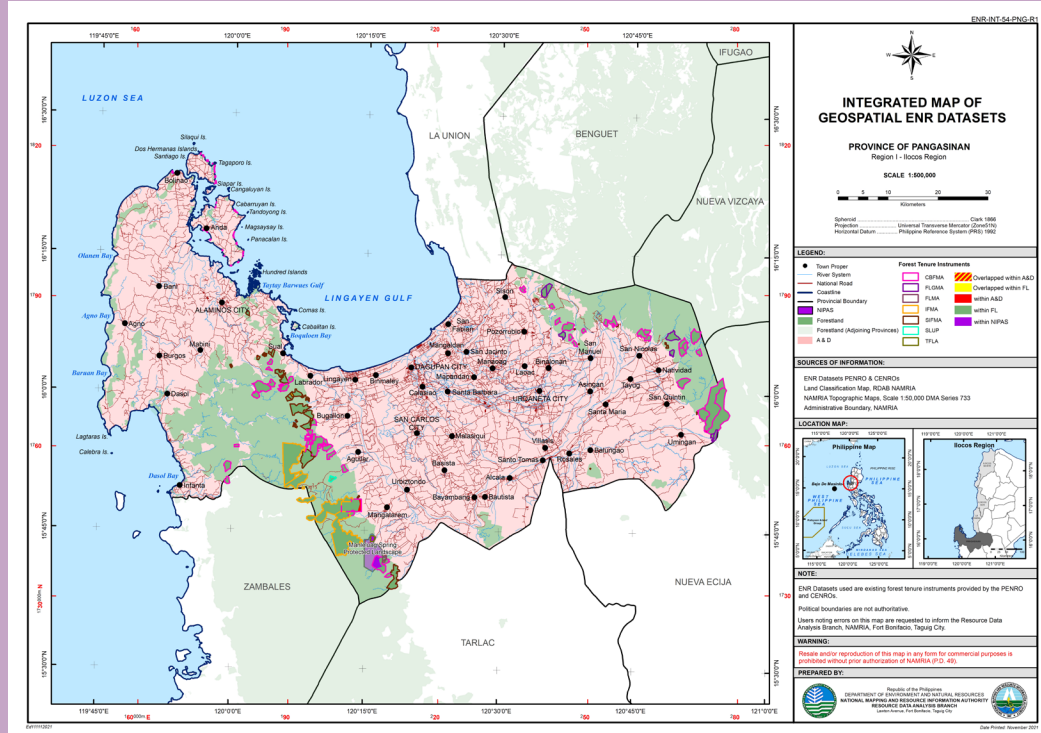 ENR-INT-54-PNG-R1
INTEGRATED MAP OF
GEOSPATIAL ENR DATASETS
PROVINCE OF PANGASINAN
Region I - Ilocos Region
SCALE 1:500,000
0 5 10 20 30
Kilometers
Spheroid Clark 1866
Projection Universal Transverse Mercator (Zone51N)
Horizontal Datum Philippine Reference System (PRS) 1992
LEGEND:
Town Proper
River System
National Road
Coastline
Provincial Boundary
NIPAS
Forestland
Forestland (Adjoining Provinces)
A & D
Forest Tenure Instruments
CBFMA
FLGMA
FLMA
IFMA
SIFMA
SLUP
TFLA
Overlapped within A&D
Overlapped within FL
within A&D
within FL
within NIPAS
SOURCES OF INFORMATION:
ENR Datasets PENRO & CENROs
Land Classification Map, RDAB NAMRIA
NAMRIA Topographic Maps, Scale 1:50,000 DMA Series 733
Administrative Boundary, NAMRIA
LOCATION MAP:
Philippine Map
Ilocos Region
NOTE:
ENR Datasets used are existing forest tenure instruments provided by the PENRO
and CENROs.
Political boundaries are not authoritative.
Users noting errors on this map are requested to inform the Resource Data
Analysis Branch, NAMRIA, Fort Bonifacio, Taguig City.
WARNING:
Resale and/or reproduction of this map in any form for commercial purposes is
prohibited without prior authorization of NAMRIA (P.D. 49).
PREPARED BY:
Republic of the Philippines
DEPARTMENT OF ENVIRONMENT AND NATURAL RESOURCES
NATIONAL MAPPING AND RESOURCE INFORMATION AUTHORITY
RESOURCE DATA ANALYSIS BRANCH
Lawton Avenue, Fort Bonifacio, Taguig City
Date Printed: November 2021
119°45'0"E 120°0'0"E 120°15'0"E 120°30'0"E 120°45'0"E
LUZON SEA
LINGAYEN GULF
IFUGAO
LA UNION
BENGUET
NUEVA VIZCAYA
ZAMBALES
TARLAC
NUEVA ECIJA
Silaqui Is.
Dos Hermanas Islands
Santiago Is.
Tagaporo Is.
Bolinao
Siapar Is.
Cangaluyan Is.
Cabarruyan Is.
Tandoyong Is.
Anda
Magsaysay Is.
Panacalan Is.
Olanen Bay
Hundred Islands
Bani
ALAMINOS CITY
Comas Is.
Agno Bay
Agno
Cabalitan Is.
Mabini
Sual
Burgos
Dasol
Laglaras Is.
Calebra Is.
Dasol Bay
Infanta
Labrador
Lingayen
Binmaley
DAGUPAN CITY
Calasiao
Mangaldan
San Fabian
San Jacinto
Mapandan
Santa Barbara
Manaoag
Pozorrubio
Sison
Laoac
Binalonan
URDANETA CITY
San Manuel
Asingan
San Nicolas
Tayug
Natividad
San Quintin
Santa Maria
Umingan
Balungao
Rosales
Villasis
Santo Tomas
Alcala
Bautista
Bayambang
Basista
Malasiqui
SAN CARLOS CITY
Urbiztondo
Aguilar
Bugallon
Mangatarem
Protected Landscape
119°45'0"E 120°0'0"E 120°15'0"E 120°30'0"E 120°45'0"E 121°0'0"E